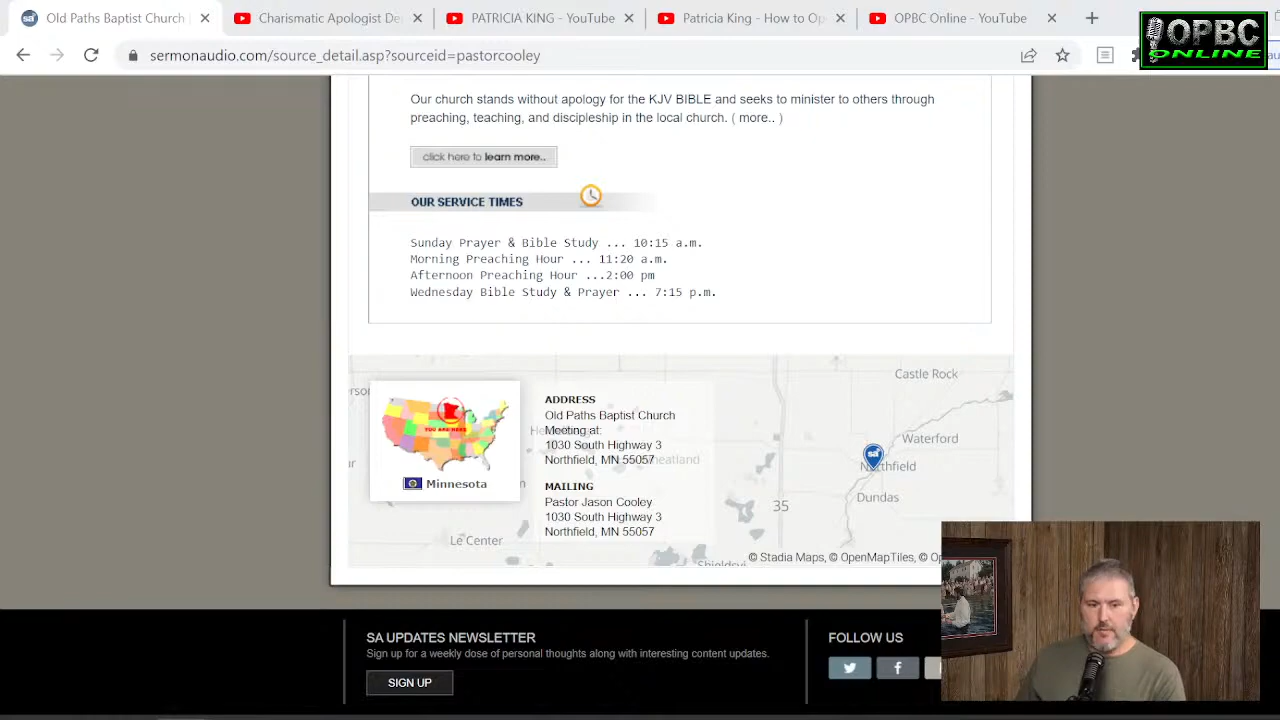 Old Paths Baptist Church
Charismatic Apologist De
PATRICIA KING - YouTube
Patricia King - How to Op
OPBC Online - YouTube
OPBC
ONLINE
sermonaudio.com/source_detail.asp?sourceid=pastorcooley
Our church stands without apology for the KJV BIBLE and seeks to minister to others through
preaching, teaching, and discipleship in the local church. ( more.. )
click here to learn more..
OUR SERVICE TIMES
Sunday Prayer & Bible Study ... 10:15 a.m.
Morning Preaching Hour ... 11:20 a.m.
Afternoon Preaching Hour ...2:00 pm
Wednesday Bible Study & Prayer ... 7:15 p.m.
YOU ARE HERE
Minnesota
ADDRESS
Old Paths Baptist Church
Meeting at:
1030 South Highway 3
Northfield, MN 55057
MAILING
Pastor Jason Cooley
1030 South Highway 3
Northfield, MN 55057
Castle Rock
Waterford
sa
Northfield
Dundas
35
Le Center
© Stadia Maps, © OpenMapTiles, © Op
SA UPDATES NEWSLETTER
Sign up for a weekly dose of personal thoughts along with interesting content updates.
SIGN UP
FOLLOW US